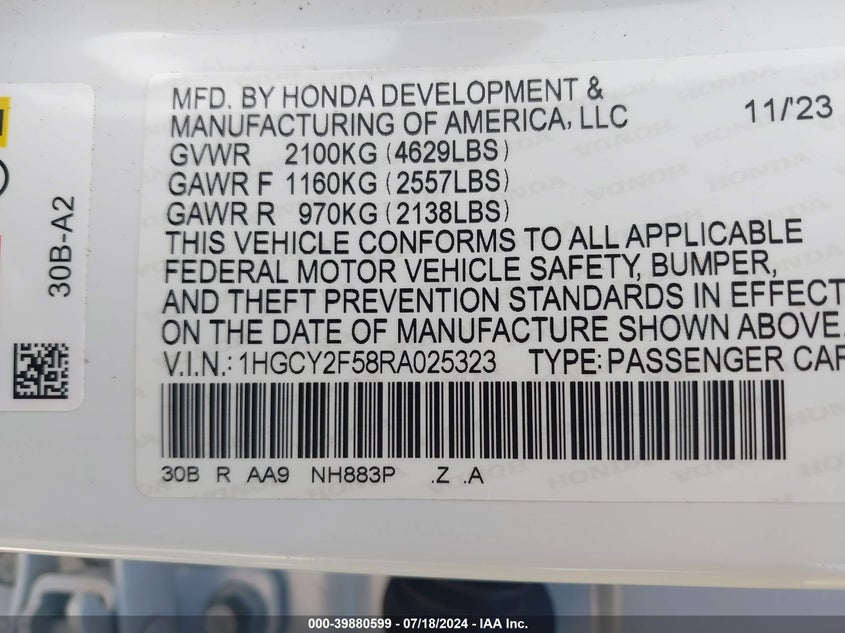 MFD. BY HONDA DEVELOPMENT &
MANUFACTURING OF AMERICA, LLC 11/'23
GVWR 2100KG (4629LBS)
GAWR F 1160KG (2557LBS)
GAWR R 970KG (2138LBS)
THIS VEHICLE CONFORMS TO ALL APPLICABLE
FEDERAL MOTOR VEHICLE SAFETY, BUMPER,
AND THEFT PREVENTION STANDARDS IN EFFECT
ON THE DATE OF MANUFACTURE SHOWN ABOVE.
V.I.N.: 1HGCY2F58RA025323 TYPE: PASSENGER CAR
30B R AA9 NH883P .Z .A
30B-A2
000-39880599 / 07/18/2024 - IAA Inc.